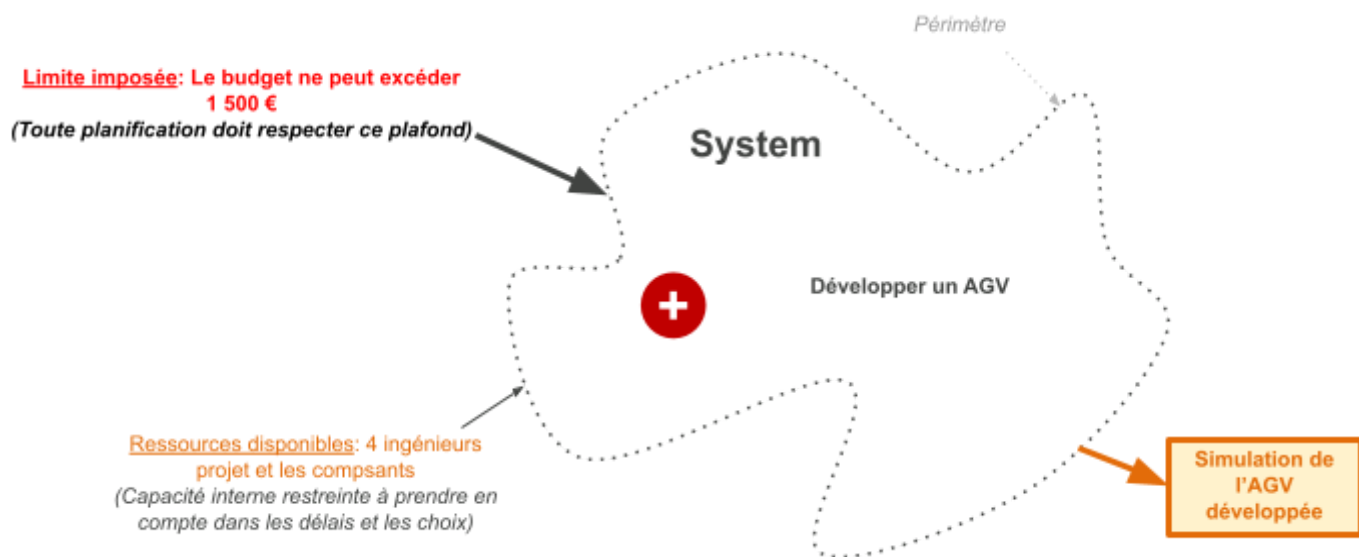 Périmètre
Limite imposée: Le budget ne peut excéder
1 500 €
(Toute planification doit respecter ce plafond)
System
Développer un AGV
Ressources disponibles: 4 ingénieurs
projet et les compsants
(Capacité interne restreinte à prendre en
compte dans les délais et les choix)
Simulation de
l'AGV
développée